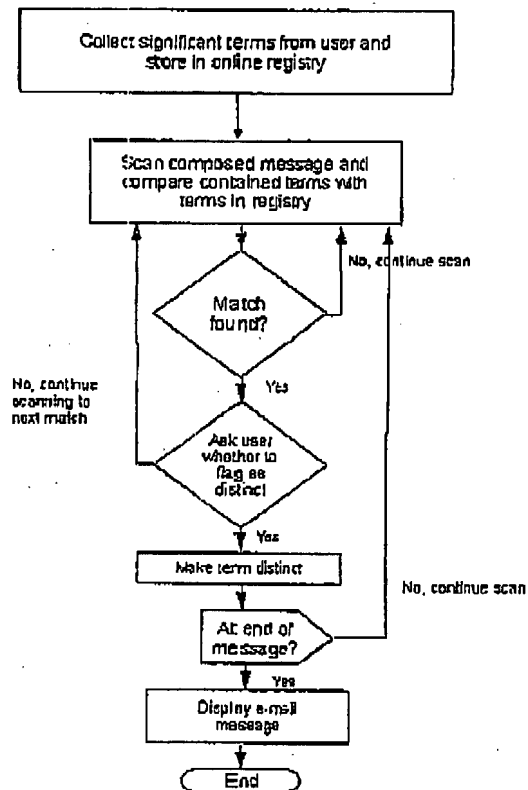 Collect significant terms from user and
store in online registry
Scan composed message and
compare contained terms with
terms in registry
No, continue scan
Match
found?
Yes
No, continue
scanning to
next match
Ask user
whether to
flag as
distinct
Yes
Make term distinct
No, continue scan
At end of
message?
Yes
Display e-mail
message
End